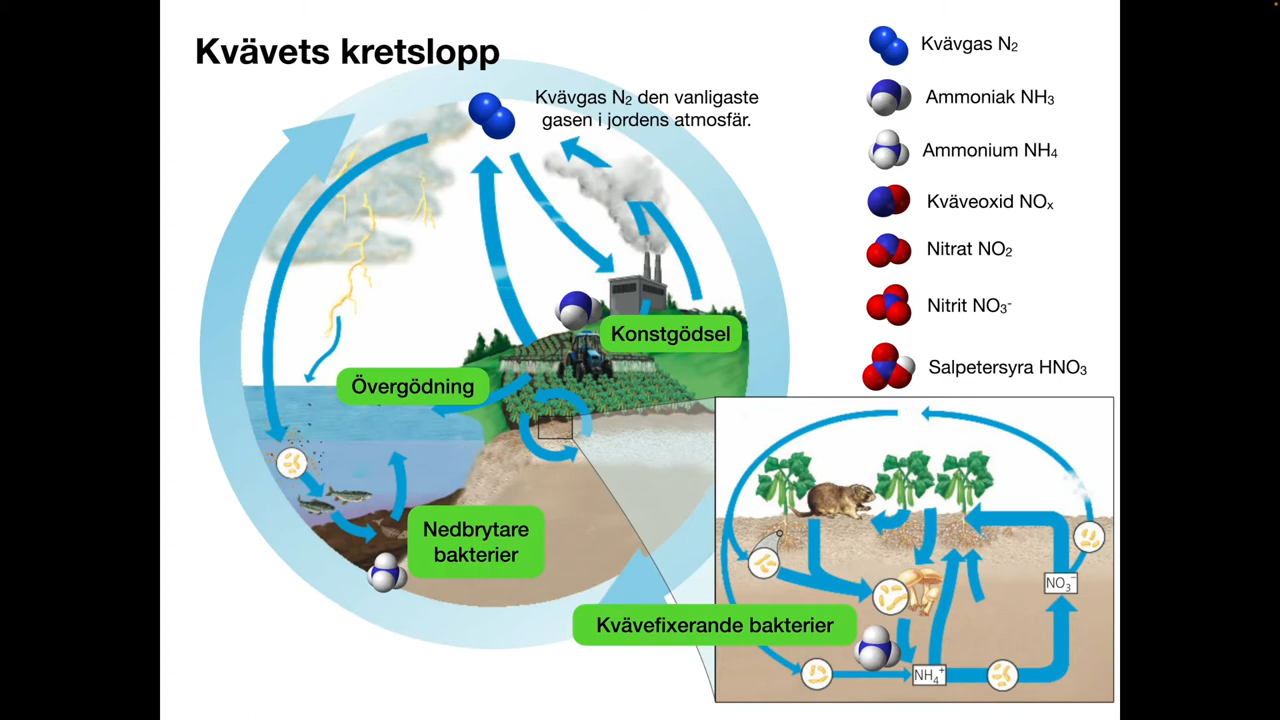 Kvävets kretslopp
Kvävgas N₂ den vanligaste
gasen i jordens atmosfär.
Kvävgas N₂
Ammoniak NH₃
Ammonium NH₄
Kväveoxid NOₓ
Nitrat NO₂
Nitrit NO₃⁻
Salpetersyra HNO₃
Konstgödsel
Övergödning
Nedbrytare
bakterier
Kvävefixerande bakterier
NO₃⁻
NH₄⁺